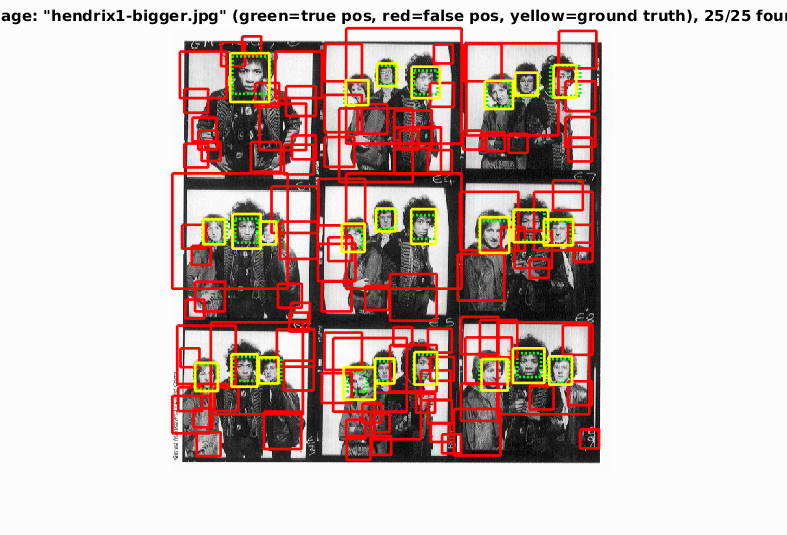 age: "hendrix1-bigger.jpg" (green=true pos, red=false pos, yellow=ground truth), 25/25 foun